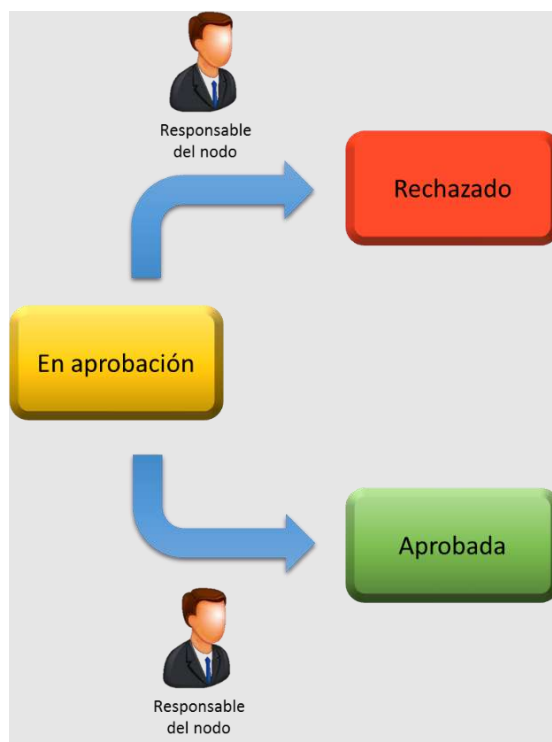 Responsable
del nodo
Rechazado
En aprobación
Aprobada
Responsable
del nodo